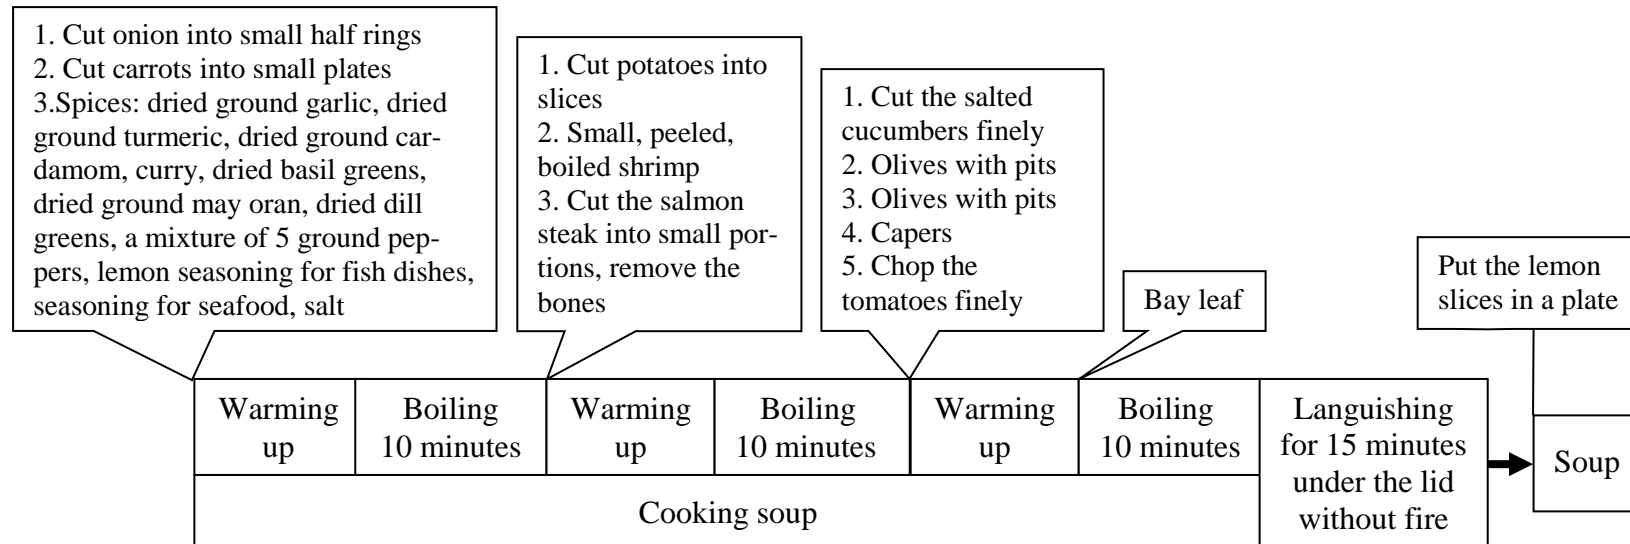 1. Cut onion into small half rings
2. Cut carrots into small plates
3.Spices: dried ground garlic, dried
ground turmeric, dried ground car-
damom, curry, dried basil greens,
dried ground may oran, dried dill
greens, a mixture of 5 ground pep-
pers, lemon seasoning for fish dishes,
seasoning for seafood, salt
1. Cut potatoes into
slices
2. Small, peeled,
boiled shrimp
3. Cut the salmon
steak into small por-
tions, remove the
bones
1. Cut the salted
cucumbers finely
2. Olives with pits
3. Olives with pits
4. Capers
5. Chop the
tomatoes finely
Bay leaf
Put the lemon
slices in a plate
Warming
up
Boiling
10 minutes
Warming
up
Boiling
10 minutes
Warming
up
Boiling
10 minutes
Languishing
for 15 minutes
under the lid
without fire
Soup
Cooking soup